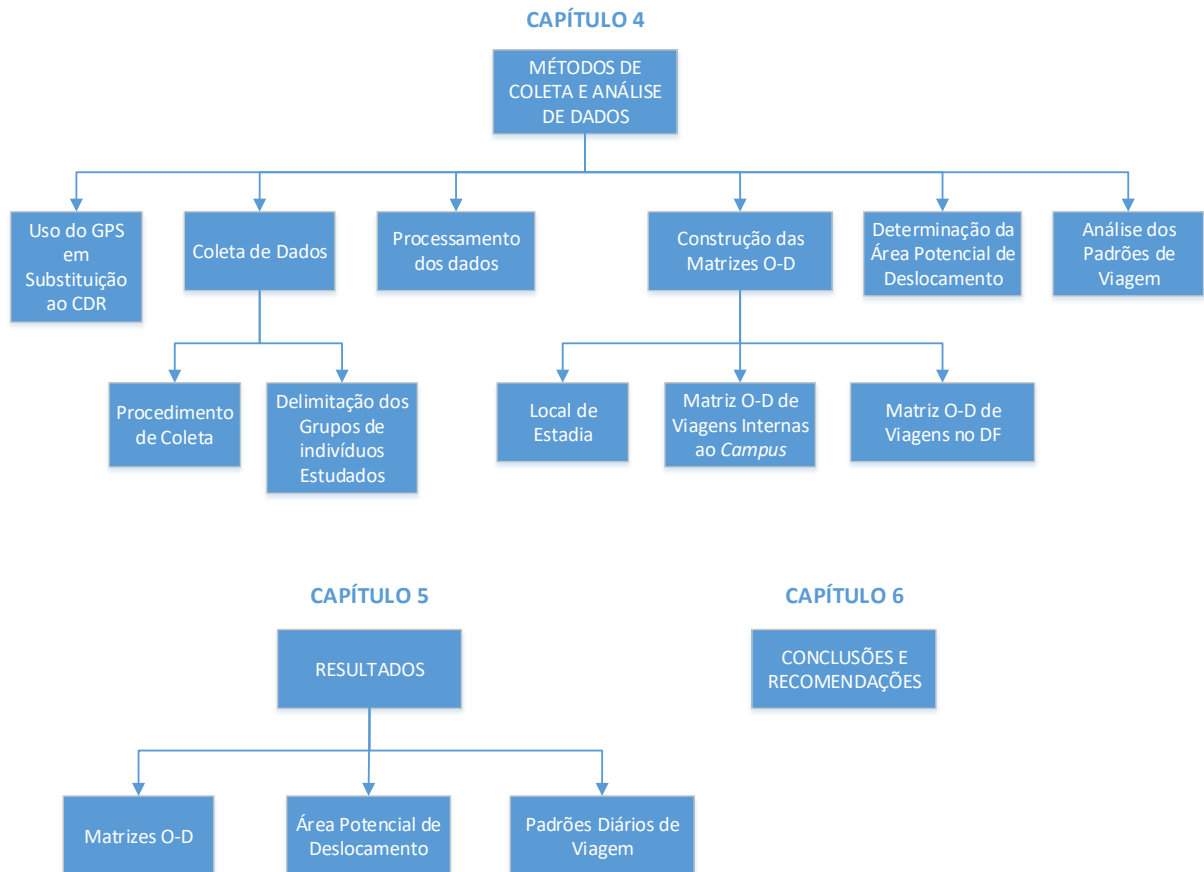 CAPÍTULO 4
MÉTODOS DE
COLETA E ANÁLISE
DE DADOS
Uso do GPS
em
Substituição
ao CDR
Coleta de Dados
Processamento
dos dados
Construção das
Matrizes O-D
Determinação da
Área Potencial de
Deslocamento
Análise dos
Padrões de
Viagem
Procedimento
de Coleta
Delimitação dos
Grupos de
indivíduos
Estudados
Local de
Estadia
Matriz O-D de
Viagens Internas
ao Campus
Matriz O-D de
Viagens no DF
CAPÍTULO 5
RESULTADOS
Matrizes O-D
Área Potencial de
Deslocamento
Padrões Diários de
Viagem
CAPÍTULO 6
CONCLUSÕES E
RECOMENDAÇÕES